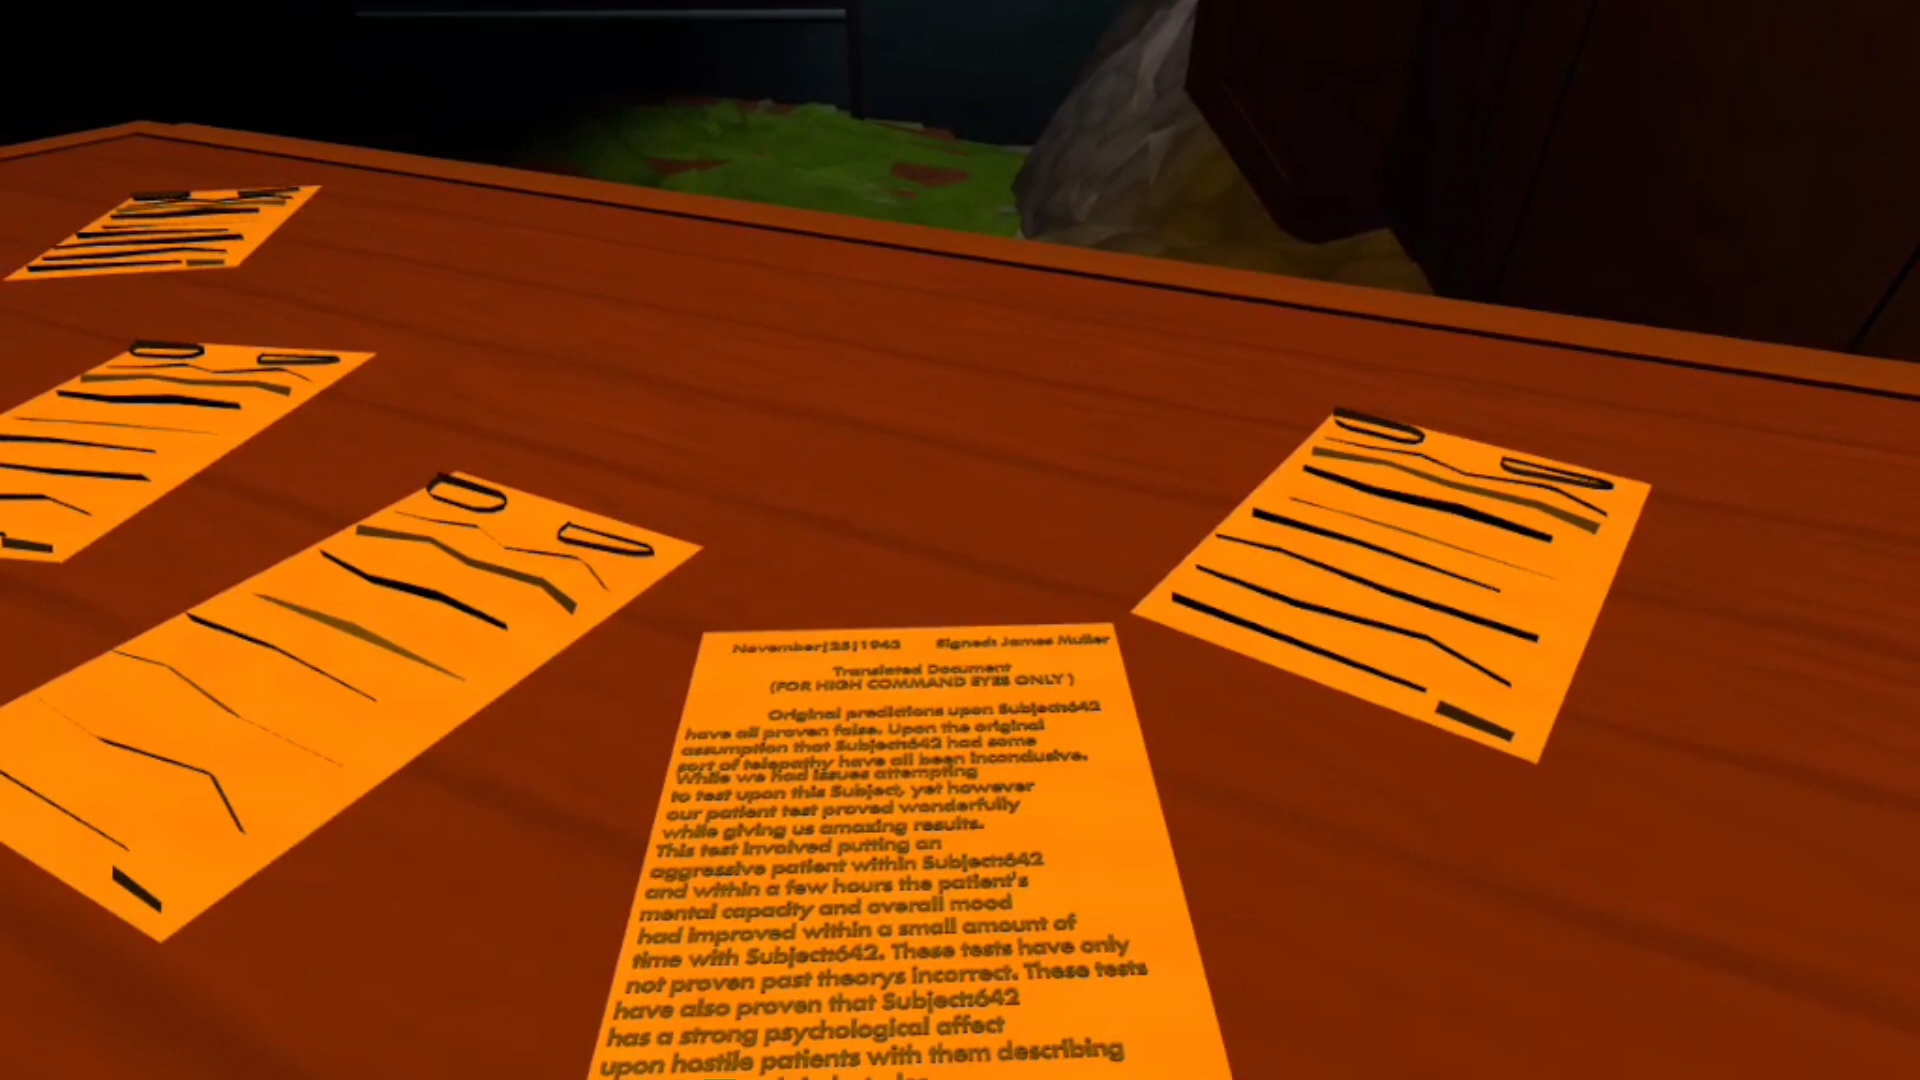 November|25|1942 Signed: James Muller
Translated Document
(FOR HIGH COMMAND EYES ONLY )
Original predictions upon Subject:642
have all proven false. Upon the original
assumption that Subject:642 had some
sort of telepathy have all been inconclusive.
While we had issues attempting
to test upon this Subject, yet however
our patient test proved wonderfully
while giving us amazing results.
This test involved putting an
aggressive patient within Subject:642
and within a few hours the patient's
mental capacity and overall mood
had improved within a small amount of
time with Subject:642. These tests have only
not proven past theorys incorrect. These tests
have also proven that Subject:642
has a strong psychological affect
upon hostile patients with them describing